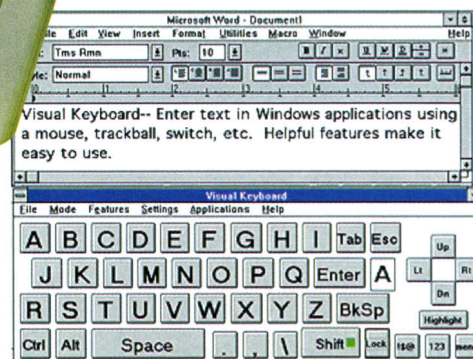 Microsoft Word - Document1
Edit View Insert Format Utilities Macro Window Help
Tms Rmn Pts: 10
Normal
Visual Keyboard-- Enter text in Windows applications using
a mouse, trackball, switch, etc. Helpful features make it
easy to use.
Visual Keyboard
File Mode Features Settings Applications Help
A B C D E F G H I Tab Esc Up
J K L M N O P Q Enter A Lt Rt
Dn
R S T U V W X Y Z BkSp Highlight
Ctrl Alt Space . , \ Shift Lock !$@ 123